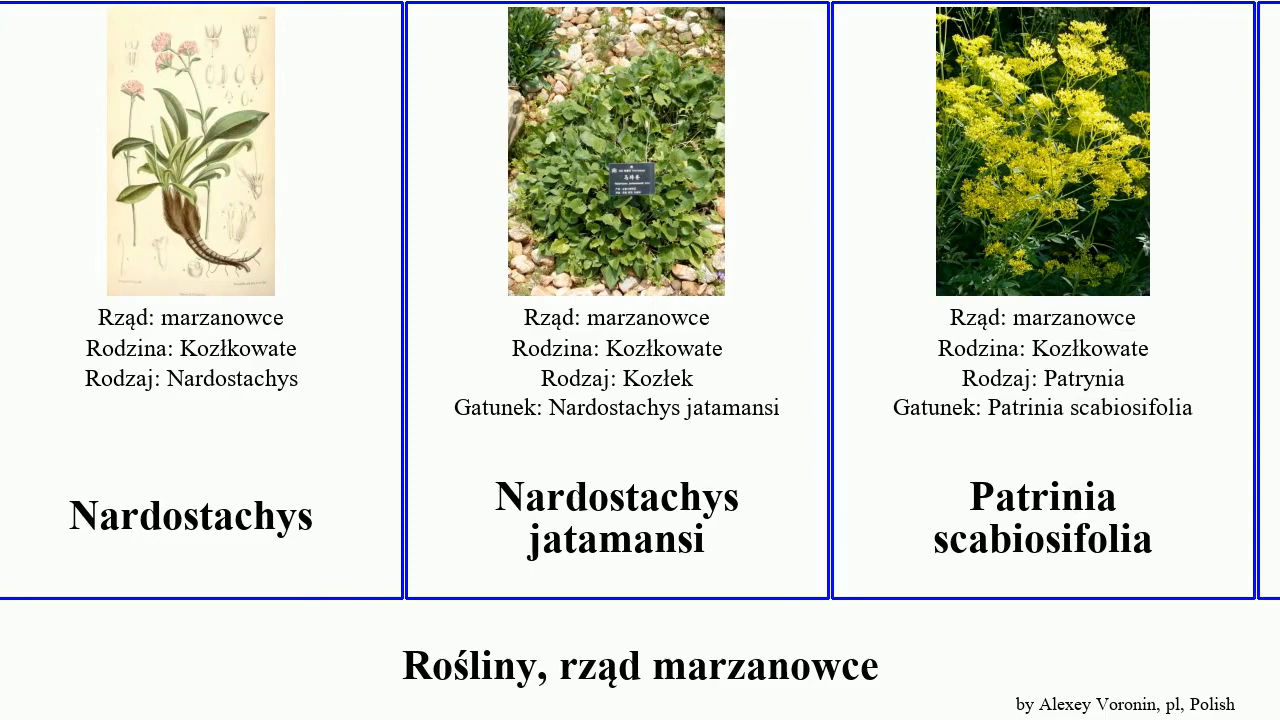 Rząd: marzanowce
Rodzina: Kozłkowate
Rodzaj: Nardostachys
Nardostachys
Rząd: marzanowce
Rodzina: Kozłkowate
Rodzaj: Kozłek
Gatunek: Nardostachys jatamansi
Nardostachys
jatamansi
Rząd: marzanowce
Rodzina: Kozłkowate
Rodzaj: Patrynia
Gatunek: Patrinia scabiosifolia
Patrinia
scabiosifolia
Rośliny, rząd marzanowce
by Alexey Voronin, pl, Polish